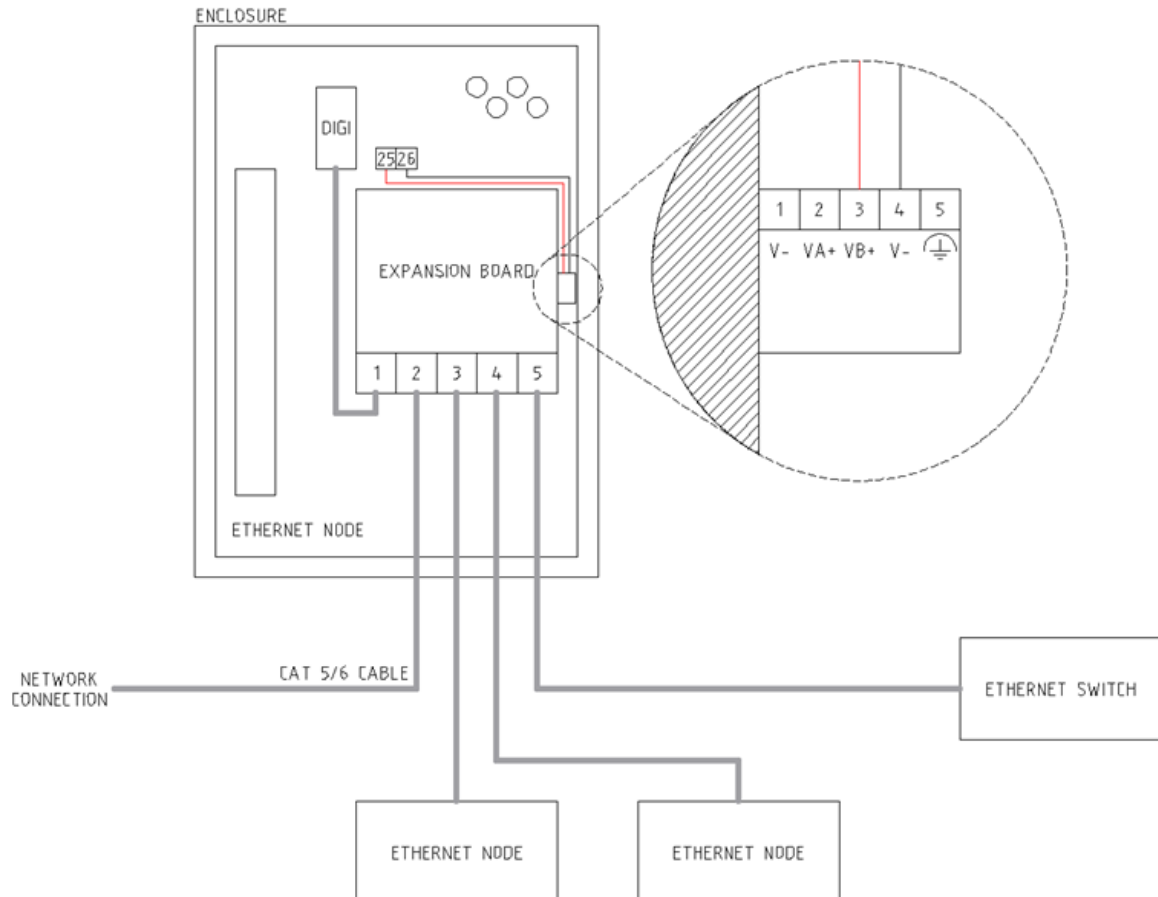 ENCLOSURE
DIGI
25 26
1 2 3 4 5
V- VA+ VB+ V-
EXPANSION BOARD
1 2 3 4 5
ETHERNET NODE
CAT 5/6 CABLE
NETWORK
CONNECTION
ETHERNET SWITCH
ETHERNET NODE
ETHERNET NODE